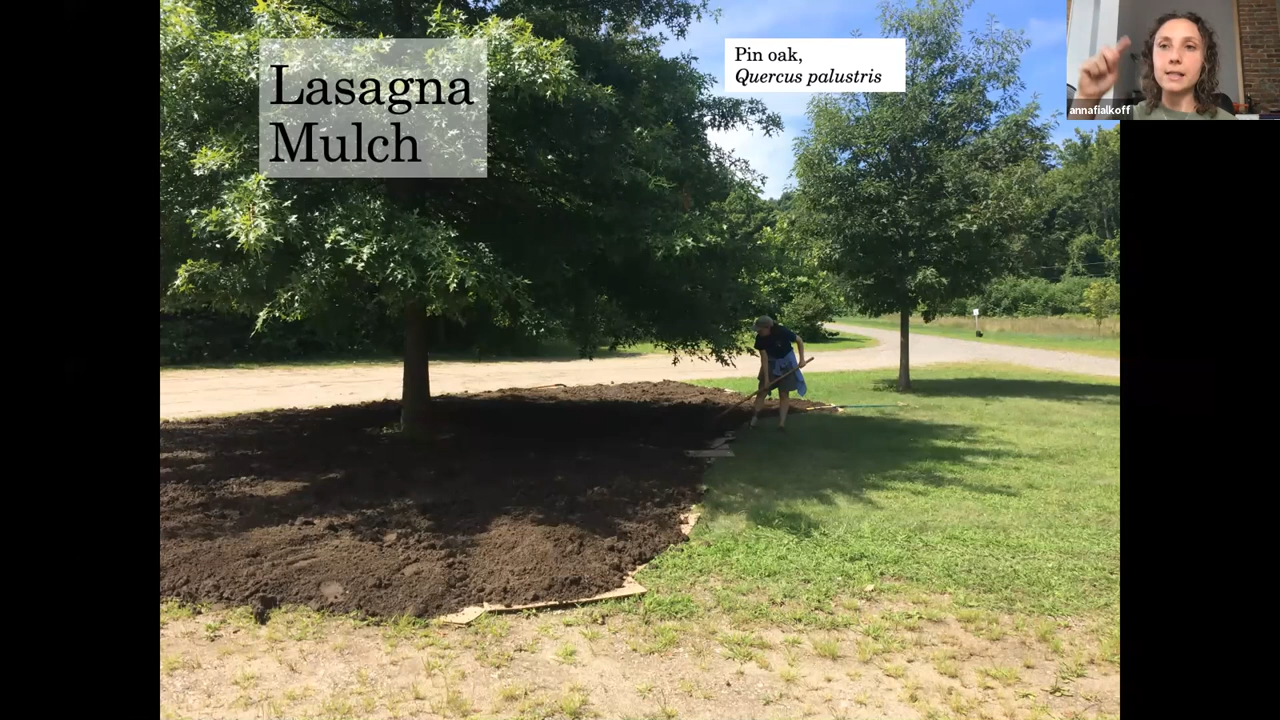 Lasagna
Mulch
Pin oak,
Quercus palustris
annafialkoff